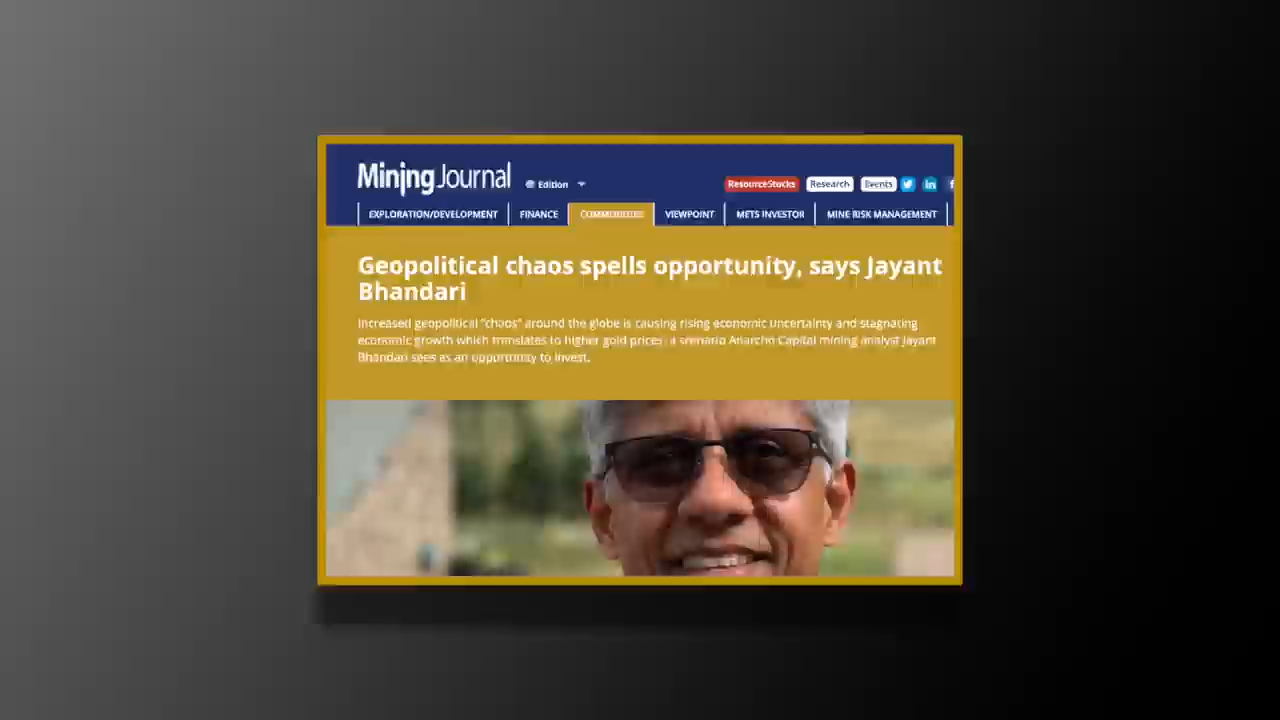 Mining Journal
Edition
ResourceStocks Research Events
EXPLORATION/DEVELOPMENT FINANCE COMMODITIES VIEWPOINT METS INVESTOR MINE RISK MANAGEMENT
Geopolitical chaos spells opportunity, says Jayant
Bhandari
Increased geopolitical "chaos" around the globe is causing rising economic uncertainty and stagnating
economic growth which translates to higher gold prices - a scenario Anarcho Capital mining analyst Jayant
Bhandari sees as an opportunity to invest.